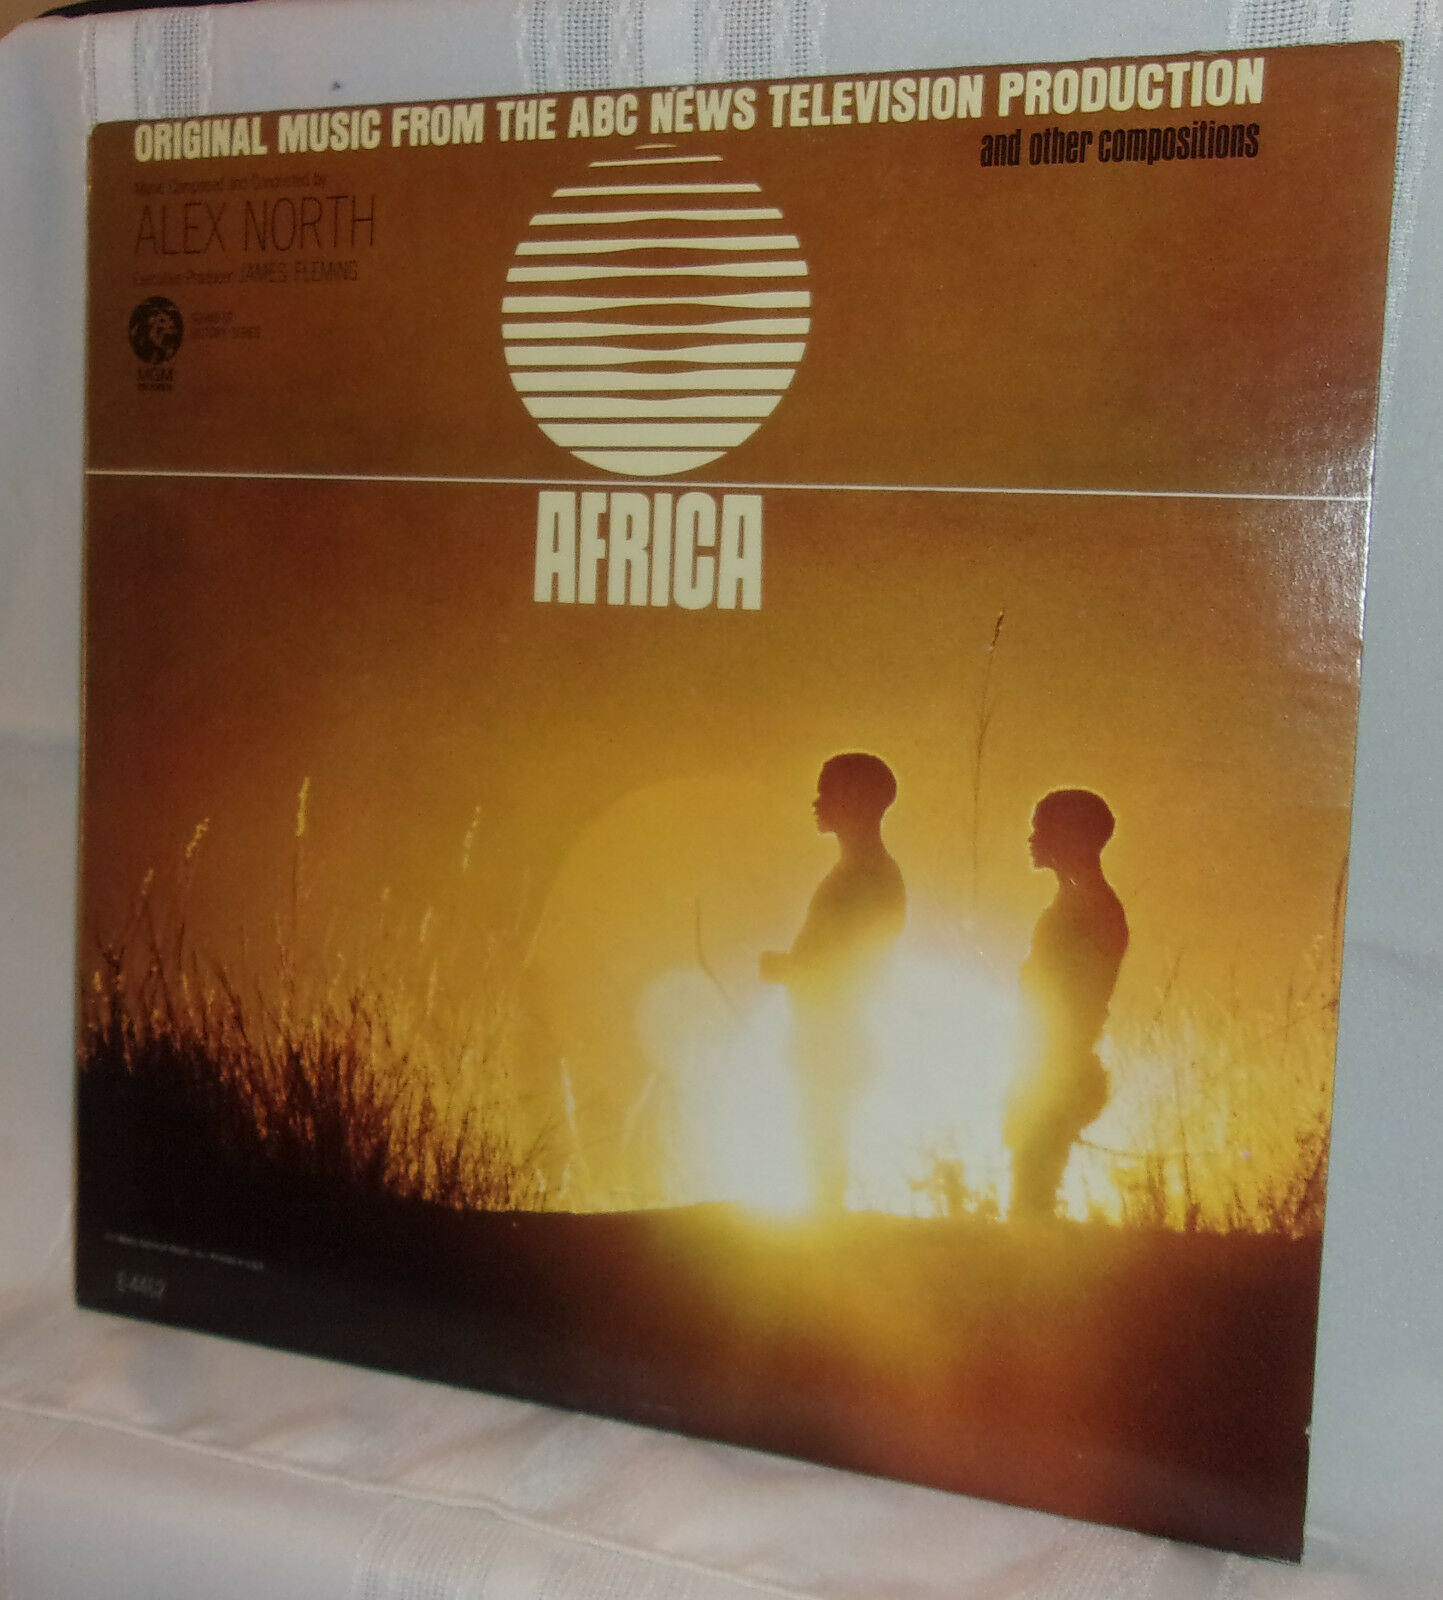 ORIGINAL MUSIC FROM THE ABC NEWS TELEVISION PRODUCTION
and other compositions
Music Composed and Conducted by
ALEX NORTH
Executive Producer JAMES FLEMING
MGM
AFRICA
E4462